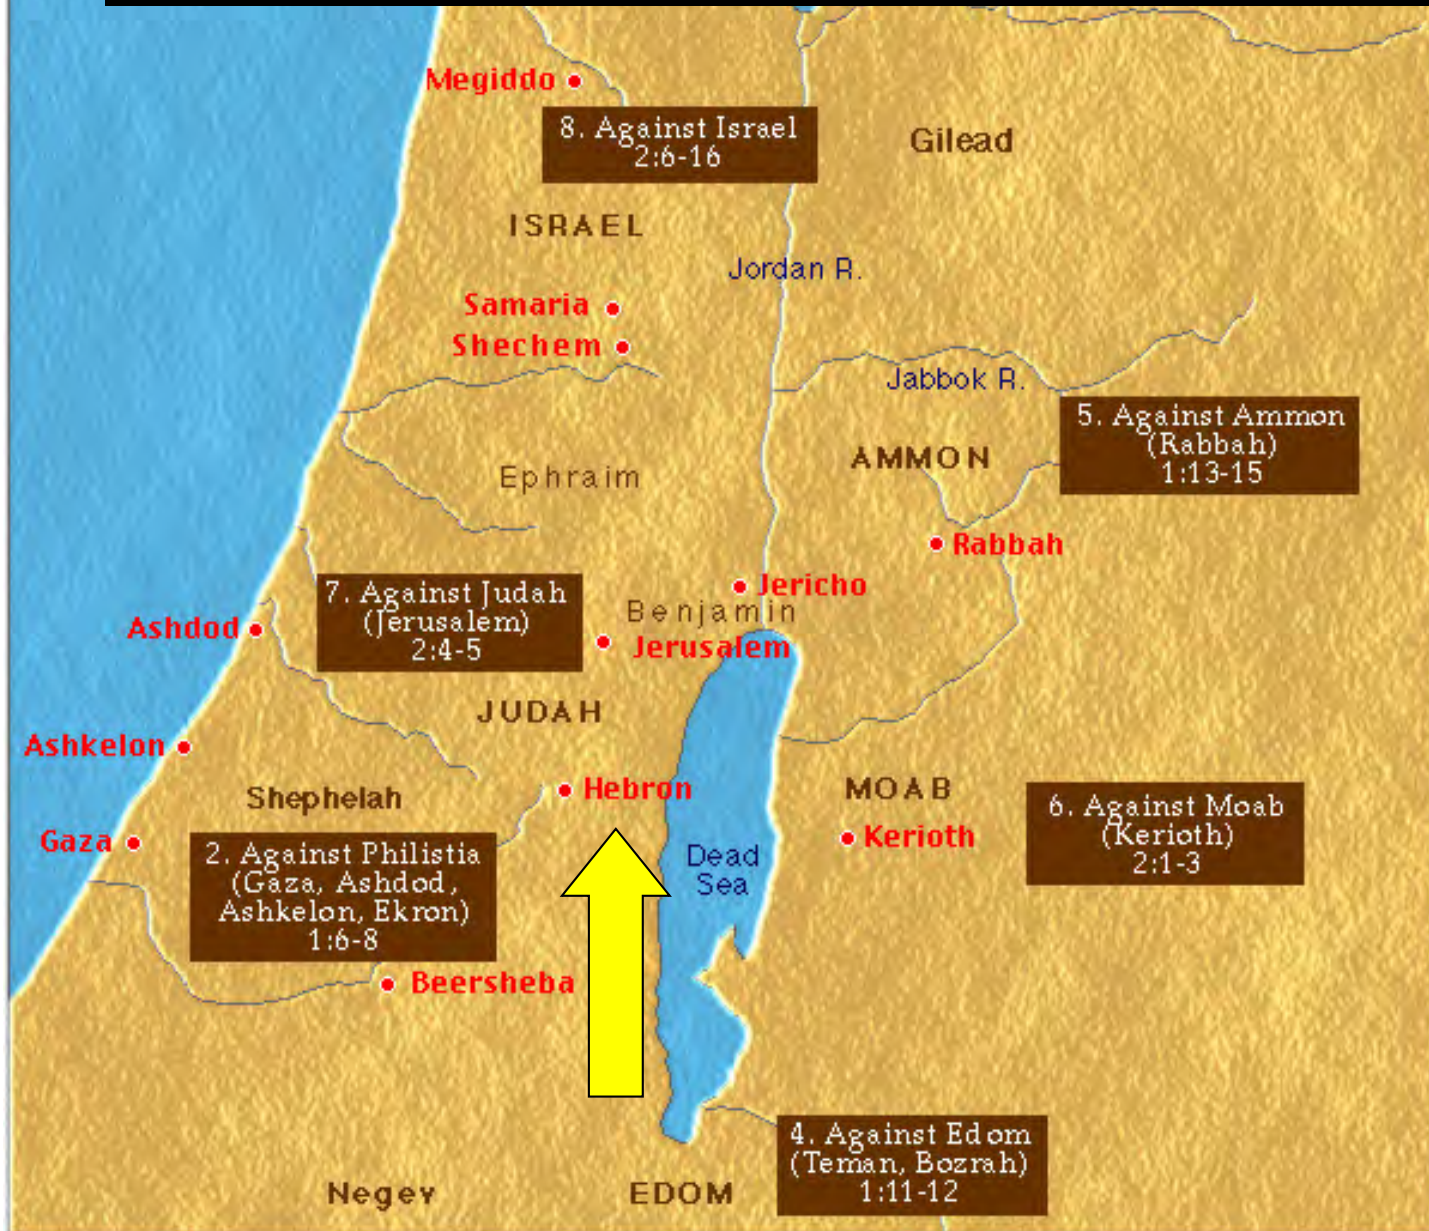 Megiddo
8. Against Israel
2:6-16
Gilead
ISRAEL
Jordan R.
Samaria
Shechem
Jabbok R.
5. Against Ammon
(Rabbah)
1:13-15
AMMON
Ephraim
Rabbah
7. Against Judah
(Jerusalem)
2:4-5
Jericho
Benjamin
Ashdod
Jerusalem
JUDAH
Ashkelon
Shephelah
Hebron
MOAB
6. Against Moab
(Kerioth)
2:1-3
Gaza
Kerioth
2. Against Philistia
(Gaza, Ashdod,
Ashkelon, Ekron)
1:6-8
Dead
Sea
Beersheba
4. Against Edom
(Teman, Bozrah)
1:11-12
Negev
EDOM